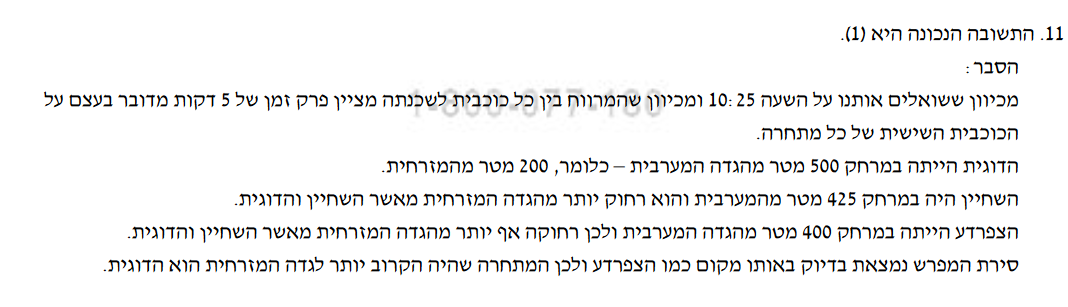 11. התשובה הנכונה היא (1).
הסבר:
מכיוון ששואלים אותנו על השעה 10:25 ומכיוון שהמרווח בין כל כוכבית לשכנתה מציין פרק זמן של 5 דקות מדובר בעצם על
הכוכבית השישית של כל מתחרה.
הדוגית הייתה במרחק 500 מטר מהגדה המערבית – כלומר, 200 מטר מהמזרחית.
השחיין היה במרחק 425 מטר מהמערבית והוא רחוק יותר מהגדה המזרחית מאשר השחיין והדוגית.
הצפרדע הייתה במרחק 400 מטר מהגדה המערבית ולכן רחוקה אף יותר מהגדה המזרחית מאשר השחיין והדוגית.
סירת המפרש נמצאת בדיוק באותו מקום כמו הצפרדע ולכן המתחרה שהיה הקרוב יותר לגדה המזרחית הוא הדוגית.